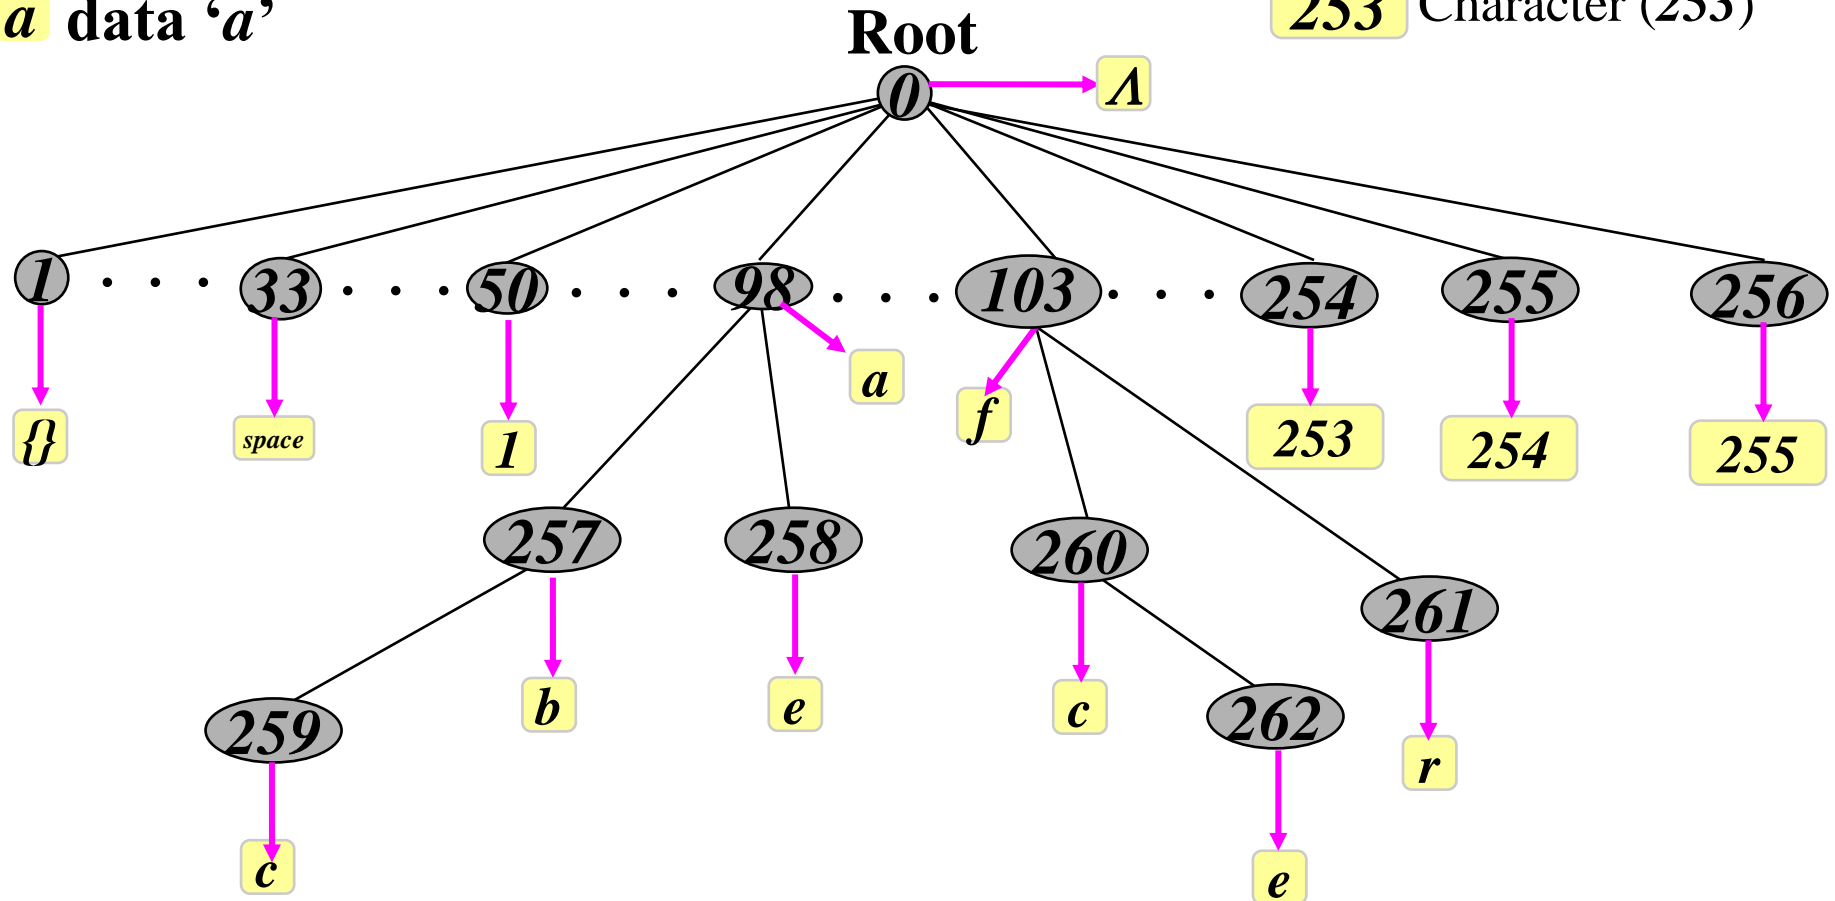 a data ‘a’
253 Character (253)
Root
0 Λ
1 . . . 33 . . . 50 . . . 98 . . . 103 . . . 254 255 256
a
f
{} space 1 253 254 255
257 258 260
261
b e c
259 262
r
c e